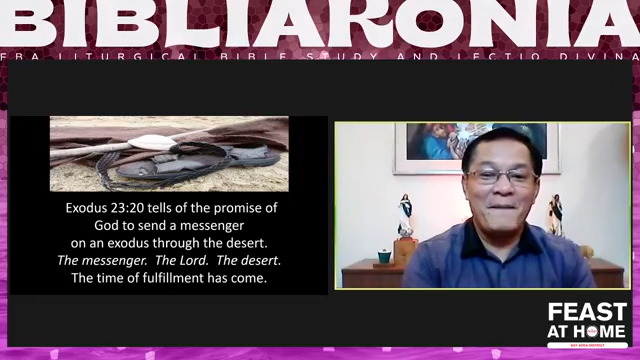 BIBLIAKONIA
FBA LITURGICAL BIBLE STUDY AND LECTIO DIVINA
Exodus 23:20 tells of the promise of
God to send a messenger
on an exodus through the desert.
The messenger.  The Lord.  The desert.
The time of fulfillment has come.
FEAST
AT HOME